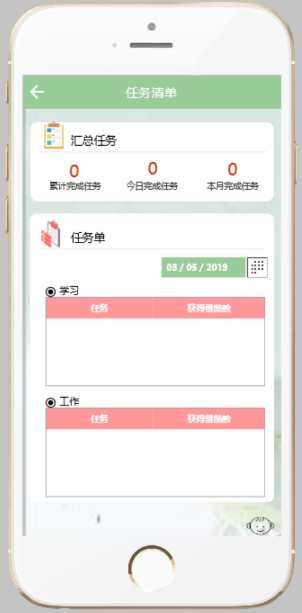 任务清单
汇总任务
0 0 0
累计完成任务 今日完成任务 本月完成任务
任务单
03 / 05 / 2019
学习
任务 获得番茄数
工作
任务 获得番茄数